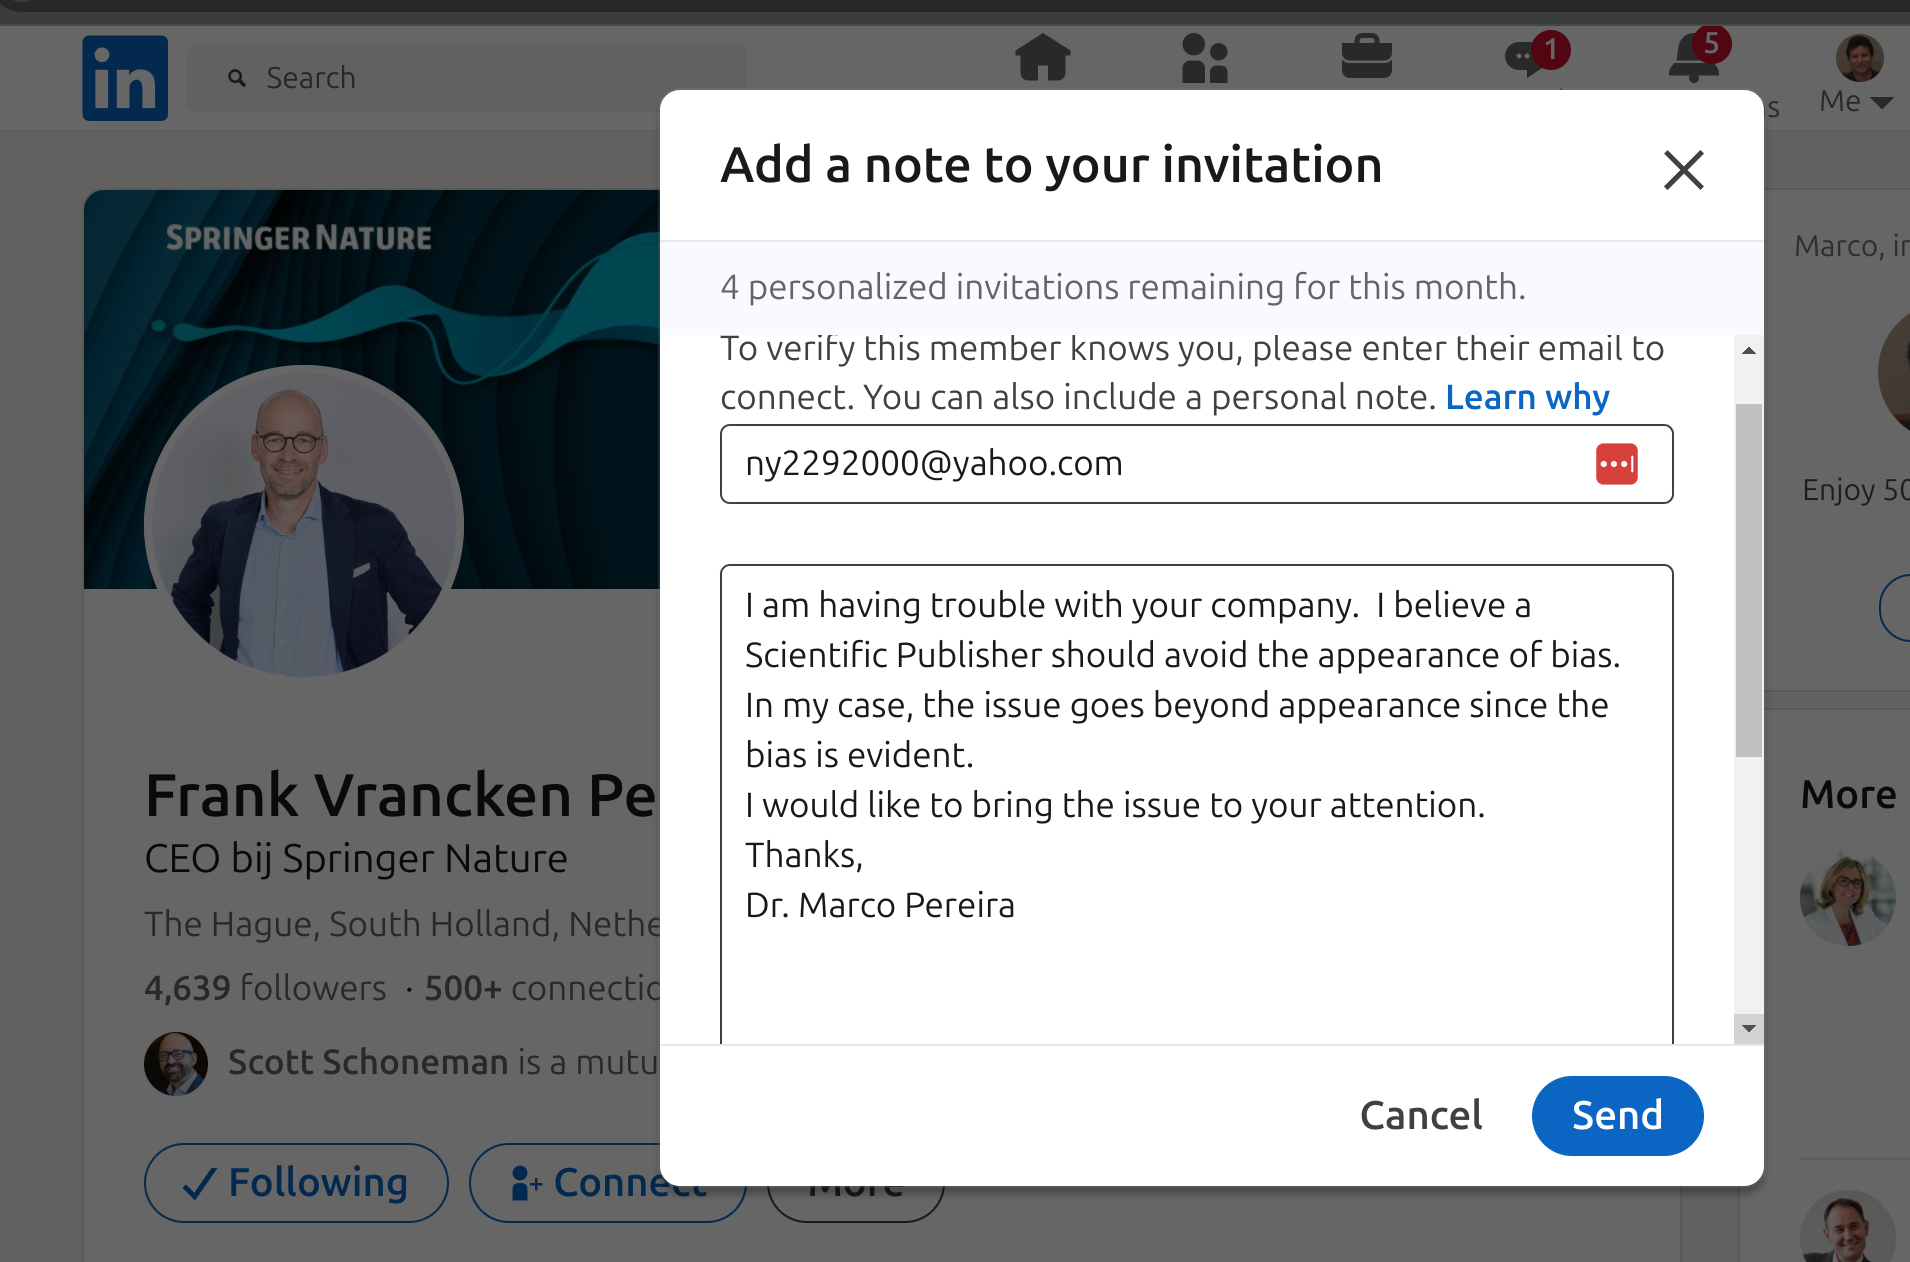 in
Search
1
5
Me
s
Add a note to your invitation
4 personalized invitations remaining for this month.
To verify this member knows you, please enter their email to
connect. You can also include a personal note. Learn why
ny2292000@yahoo.com
I am having trouble with your company.  I believe a
Scientific Publisher should avoid the appearance of bias.
In my case, the issue goes beyond appearance since the
bias is evident.
I would like to bring the issue to your attention.
Thanks,
Dr. Marco Pereira
Cancel
Send
SPRINGER NATURE
Frank Vrancken Pe
CEO bij Springer Nature
The Hague, South Holland, Nethe
4,639 followers · 500+ connectio
Scott Schoneman is a mutu
Following
Connect
More
Marco, in
Enjoy 50
More